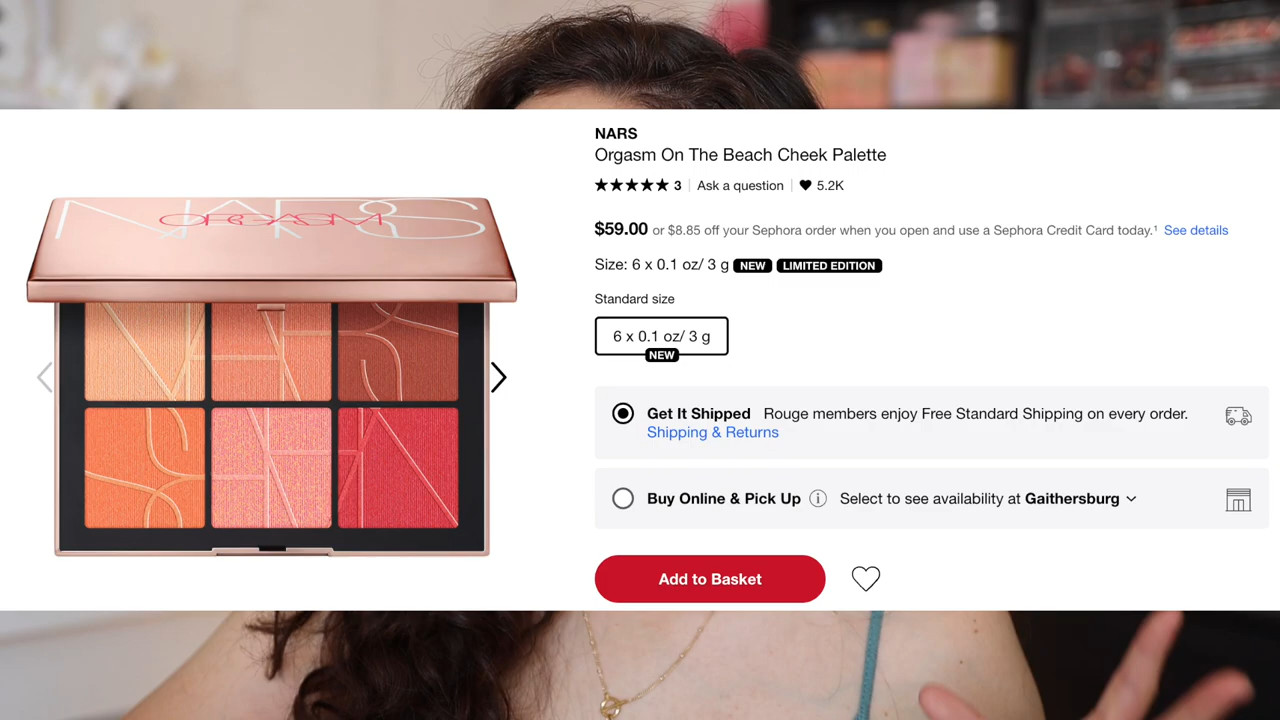 NARS
ORGASM
NARS
NARS
Orgasm On The Beach Cheek Palette
3 Ask a question 5.2K
$59.00 or $8.85 off your Sephora order when you open and use a Sephora Credit Card today.¹ See details
Size: 6 x 0.1 oz/ 3 g NEW LIMITED EDITION
Standard size
6 x 0.1 oz/ 3 g
NEW
Get It Shipped Rouge members enjoy Free Standard Shipping on every order.
Shipping & Returns
Buy Online & Pick Up Select to see availability at Gaithersburg
Add to Basket